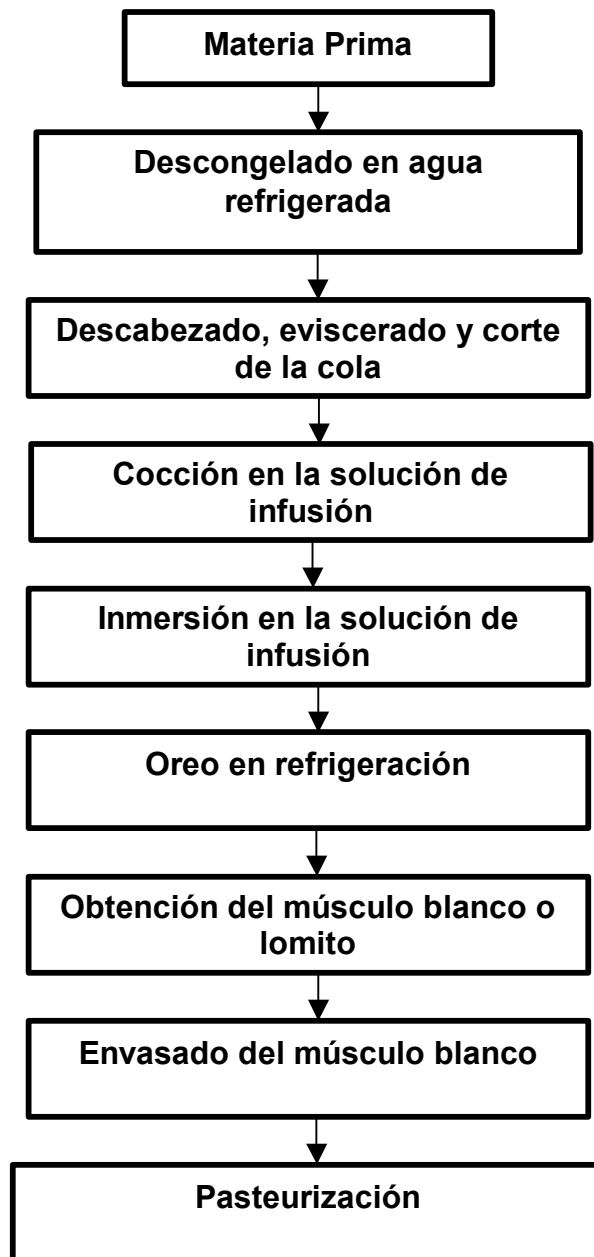 Materia Prima
Descongelado en agua
refrigerada
Descabezado, eviscerado y corte
de la cola
Cocción en la solución de
infusión
Inmersión en la solución de
infusión
Oreo en refrigeración
Obtención del músculo blanco o
lomito
Envasado del músculo blanco
Pasteurización